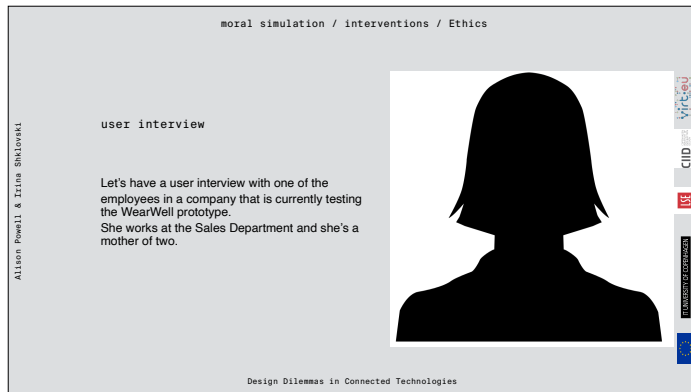 moral simulation / interventions / Ethics
Alison Powell & Irina Shklovski
user interview
Let's have a user interview with one of the
employees in a company that is currently testing
the WearWell prototype.
She works at the Sales Department and she's a
mother of two.
virt-eu
CIID
LSE
IT UNIVERSITY OF COPENHAGEN
Design Dilemmas in Connected Technologies